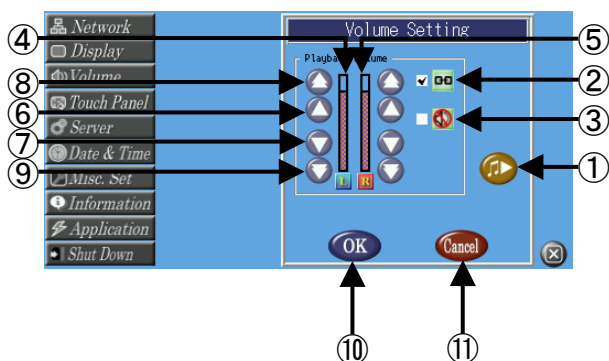 Network
Display
Volume
Touch Panel
Server
Date & Time
Misc. Set
Information
Application
Shut Down
Volume Setting
Playback Volume
L R
OK
Cancel
④
⑤
⑧
②
⑥
③
⑦
⑨
①
⑩
⑪